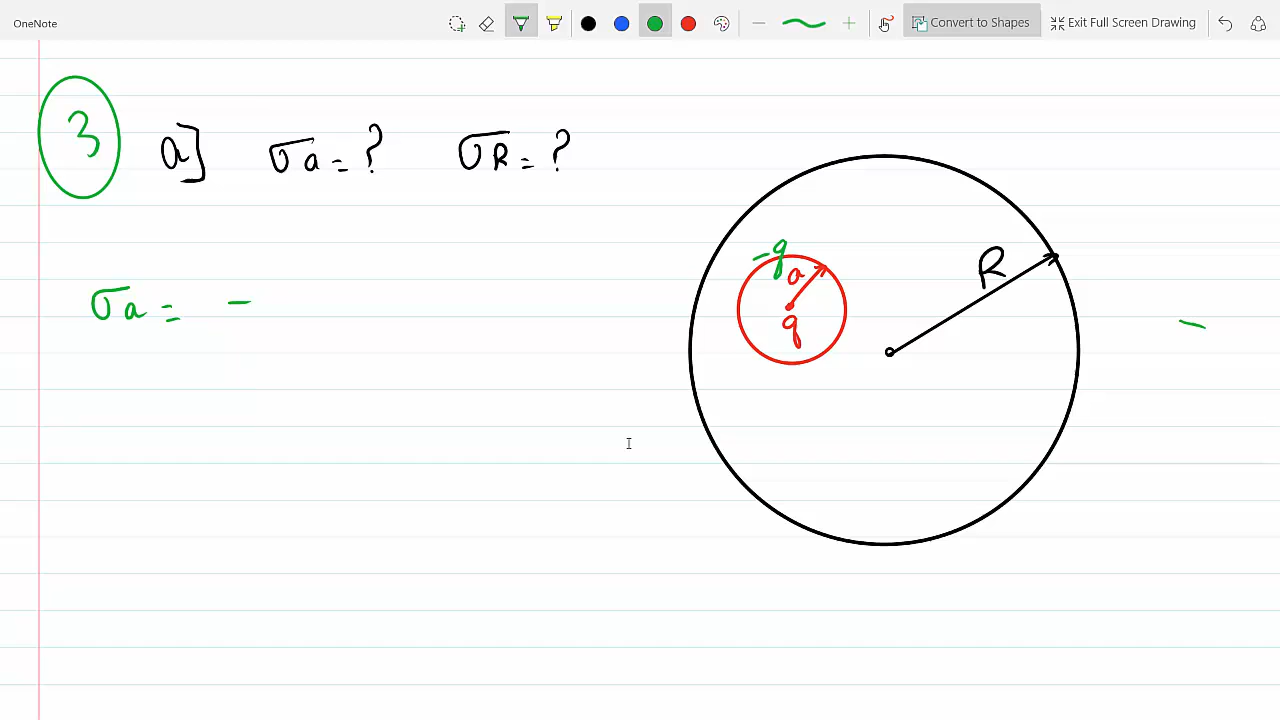 OneNote
Convert to Shapes
Exit Full Screen Drawing
3 a] σa = ? σR = ?
σa = -
-q
a
q
R
-